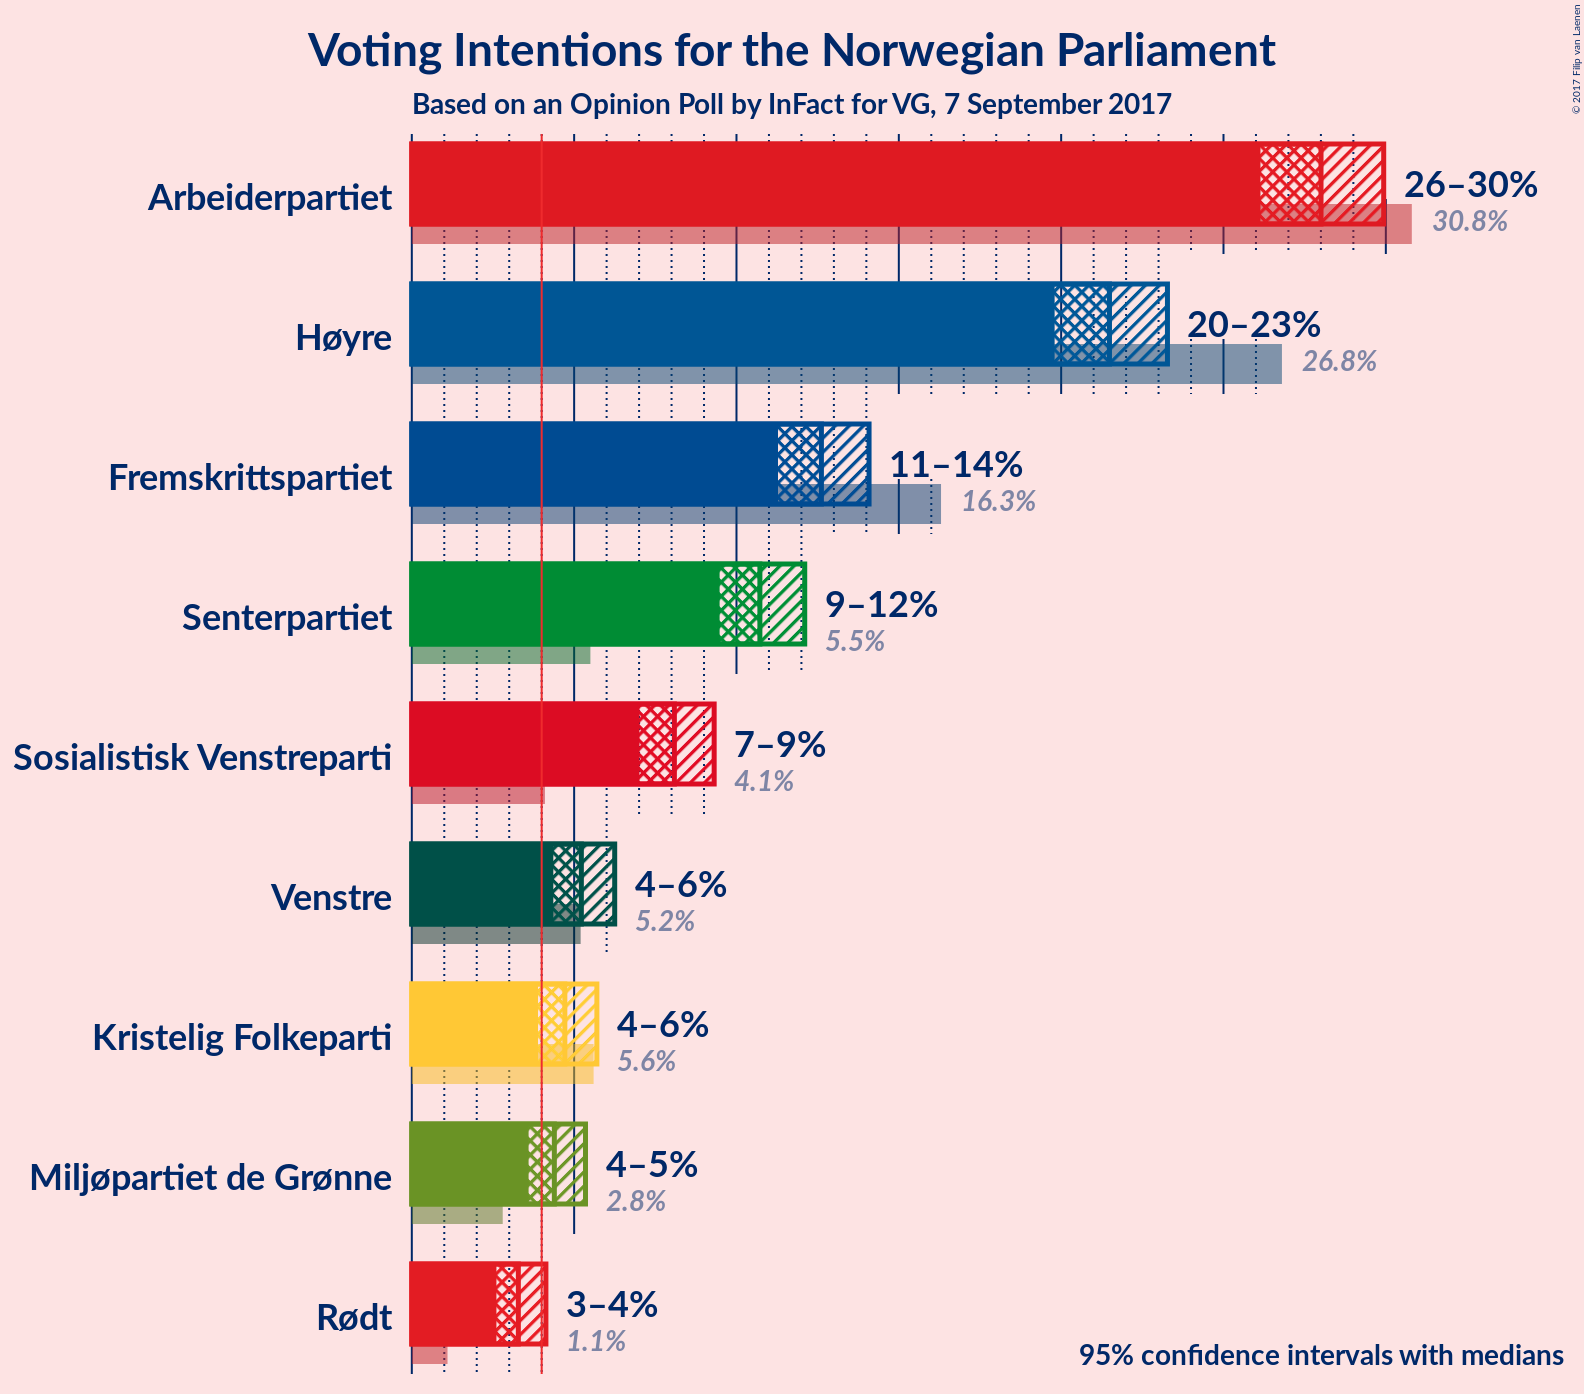 Voting Intentions for the Norwegian Parliament
Based on an Opinion Poll by InFact for VG, 7 September 2017
© 2017 Filip van Laenen
Arbeiderpartiet
26–30%
30.8%
Høyre
20–23%
26.8%
Fremskrittspartiet
11–14%
16.3%
Senterpartiet
9–12%
5.5%
Sosialistisk Venstreparti
7–9%
4.1%
Venstre
4–6%
5.2%
Kristelig Folkeparti
4–6%
5.6%
Miljøpartiet de Grønne
4–5%
2.8%
Rødt
3–4%
1.1%
95% confidence intervals with medians